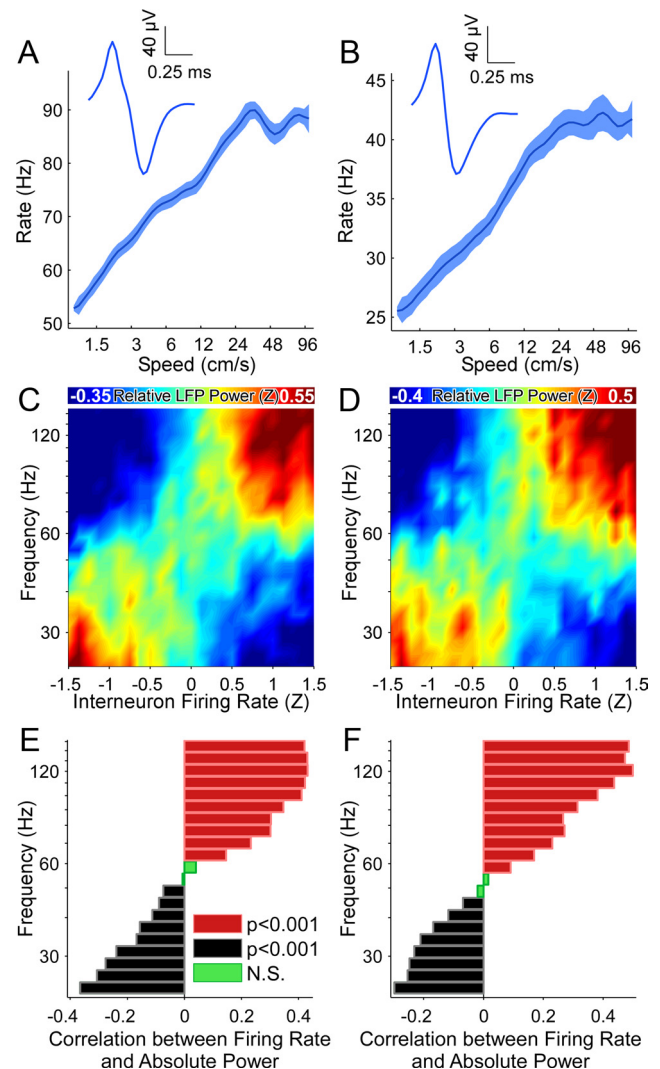 A
40 µV
0.25 ms
Rate (Hz)
90
80
70
60
50
1.5 3 6 12 24 48 96
Speed (cm/s)
B
40 µV
0.25 ms
Rate (Hz)
45
40
35
30
25
1.5 3 6 12 24 48 96
Speed (cm/s)
C
-0.35 Relative LFP Power (Z) 0.55
Frequency (Hz)
120
60
30
-1.5 -1 -0.5 0 0.5 1 1.5
Interneuron Firing Rate (Z)
D
-0.4 Relative LFP Power (Z) 0.5
Frequency (Hz)
120
60
30
-1.5 -1 -0.5 0 0.5 1 1.5
Interneuron Firing Rate (Z)
E
Frequency (Hz)
120
60
30
p<0.001
p<0.001
N.S.
-0.4 -0.2 0 0.2 0.4
Correlation between Firing Rate
and Absolute Power
F
Frequency (Hz)
120
60
30
-0.2 0 0.2 0.4
Correlation between Firing Rate
and Absolute Power